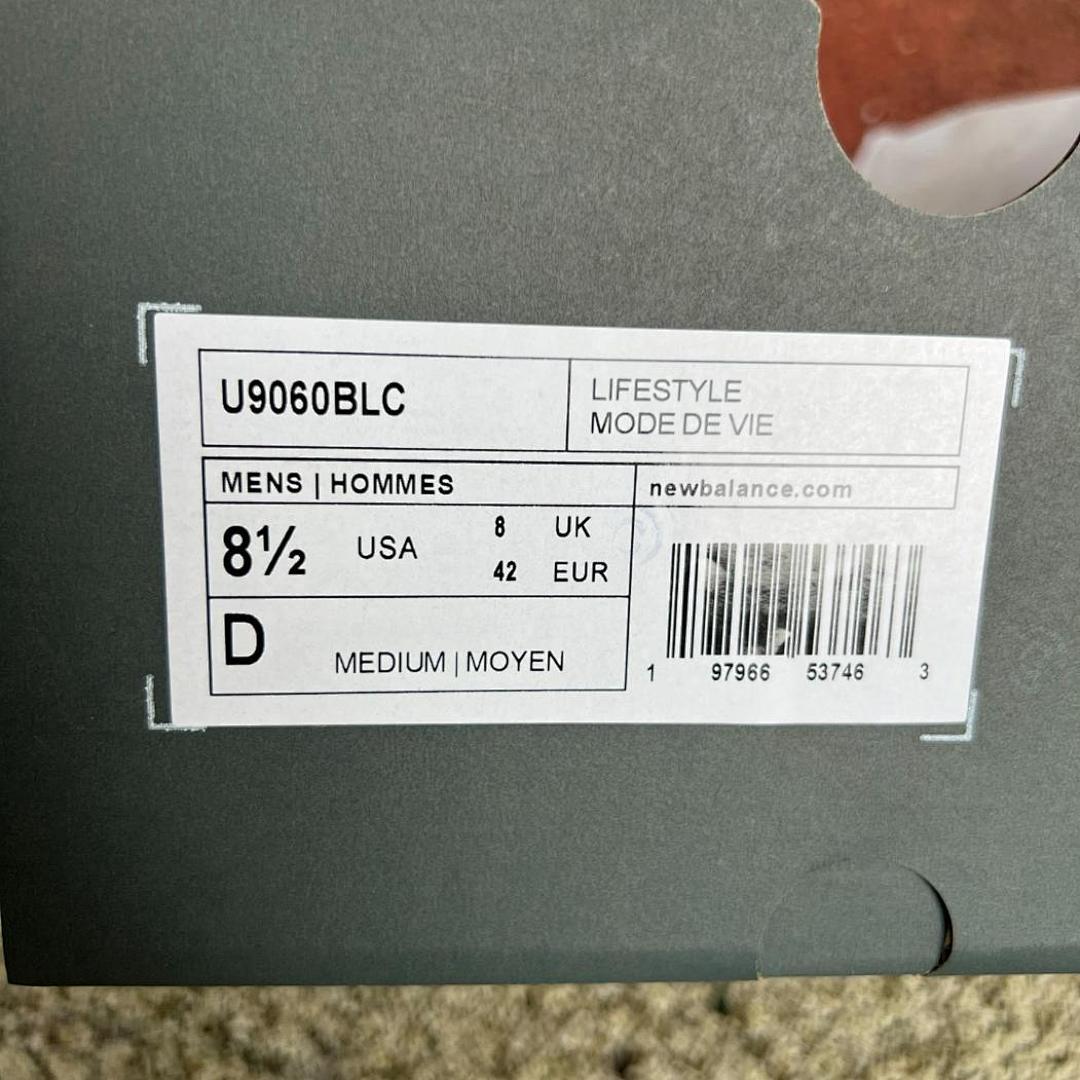 U9060BLC
LIFESTYLE
MODE DE VIE
MENS | HOMMES
newbalance.com
8½ USA
8 UK
42 EUR
D
MEDIUM | MOYEN
1 97966 53746 3